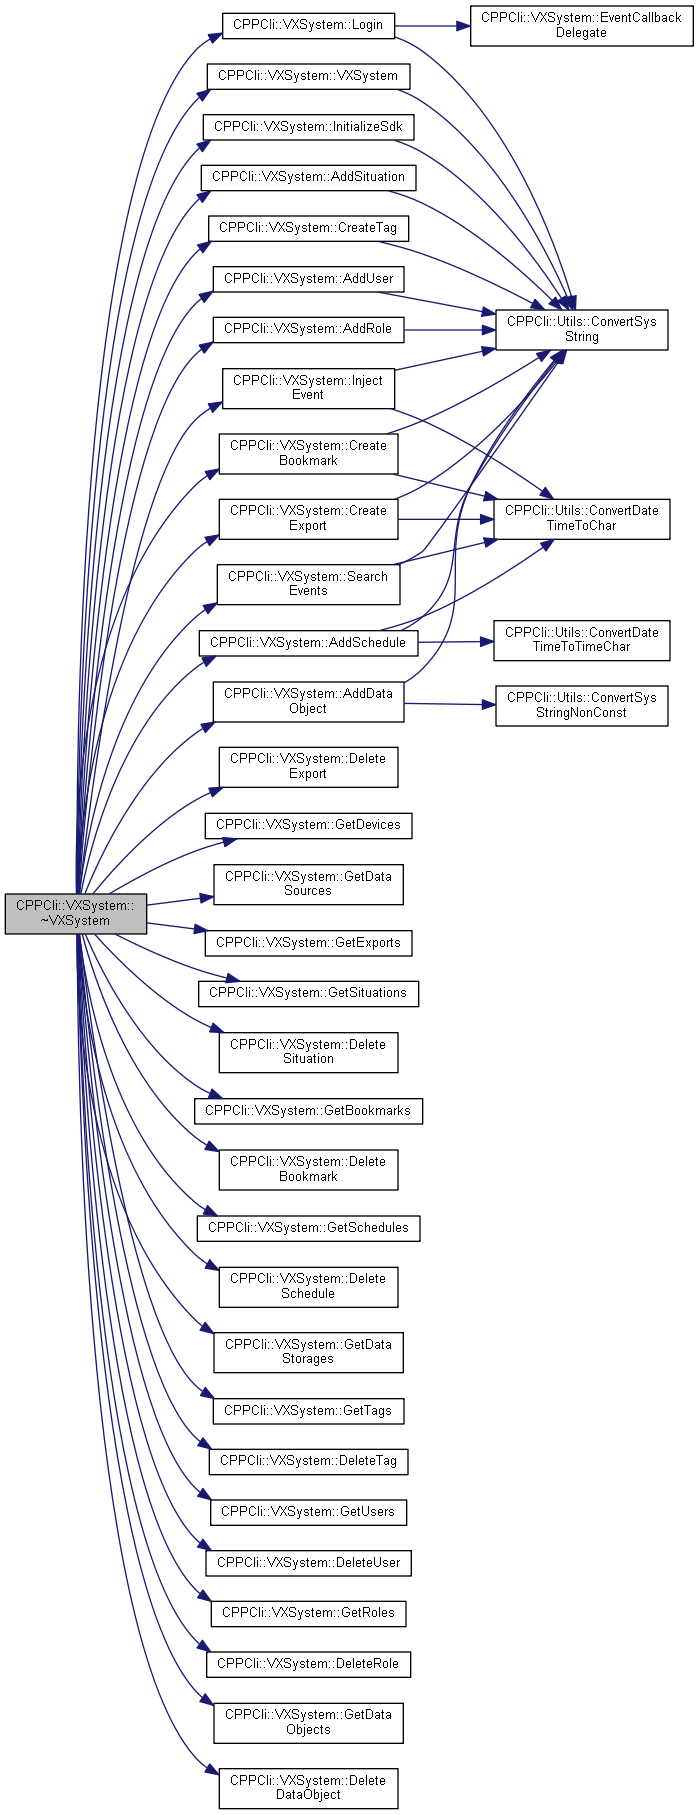 CPPCli::VXSystem::Login
CPPCli::VXSystem::EventCallback
Delegate
CPPCli::VXSystem::VXSystem
CPPCli::VXSystem::InitializeSdk
CPPCli::VXSystem::AddSituation
CPPCli::VXSystem::CreateTag
CPPCli::VXSystem::AddUser
CPPCli::VXSystem::AddRole
CPPCli::Utils::ConvertSys
String
CPPCli::VXSystem::Inject
Event
CPPCli::VXSystem::Create
Bookmark
CPPCli::VXSystem::Create
Export
CPPCli::Utils::ConvertDate
TimeToChar
CPPCli::VXSystem::Search
Events
CPPCli::VXSystem::AddSchedule
CPPCli::Utils::ConvertDate
TimeToTimeChar
CPPCli::VXSystem::AddData
Object
CPPCli::Utils::ConvertSys
StringNonConst
CPPCli::VXSystem::Delete
Export
CPPCli::VXSystem::GetDevices
CPPCli::VXSystem::GetData
Sources
CPPCli::VXSystem::
~VXSystem
CPPCli::VXSystem::GetExports
CPPCli::VXSystem::GetSituations
CPPCli::VXSystem::Delete
Situation
CPPCli::VXSystem::GetBookmarks
CPPCli::VXSystem::Delete
Bookmark
CPPCli::VXSystem::GetSchedules
CPPCli::VXSystem::Delete
Schedule
CPPCli::VXSystem::GetData
Storages
CPPCli::VXSystem::GetTags
CPPCli::VXSystem::DeleteTag
CPPCli::VXSystem::GetUsers
CPPCli::VXSystem::DeleteUser
CPPCli::VXSystem::GetRoles
CPPCli::VXSystem::DeleteRole
CPPCli::VXSystem::GetData
Objects
CPPCli::VXSystem::Delete
DataObject